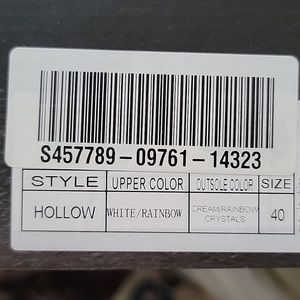 S457789-09761-14323
STYLE UPPER COLOR OUTSOLE COLOR SIZE
HOLLOW WHITE/RAINBOW CREAM/RAINBOW CRYSTALS 40